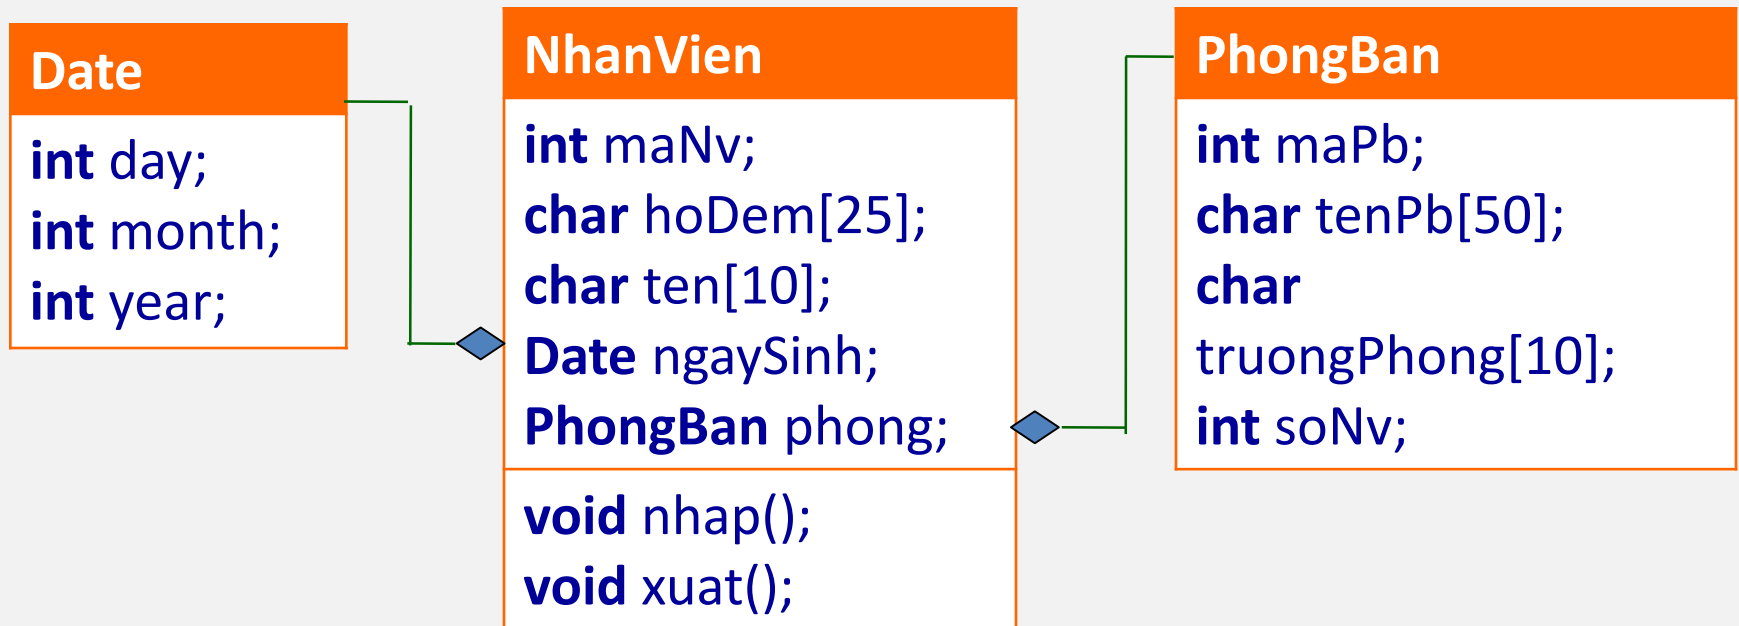 Date
int day;
int month;
int year;
NhanVien
int maNv;
char hoDem[25];
char ten[10];
Date ngaySinh;
PhongBan phong;
void nhap();
void xuat();
PhongBan
int maPb;
char tenPb[50];
char
truongPhong[10];
int soNv;